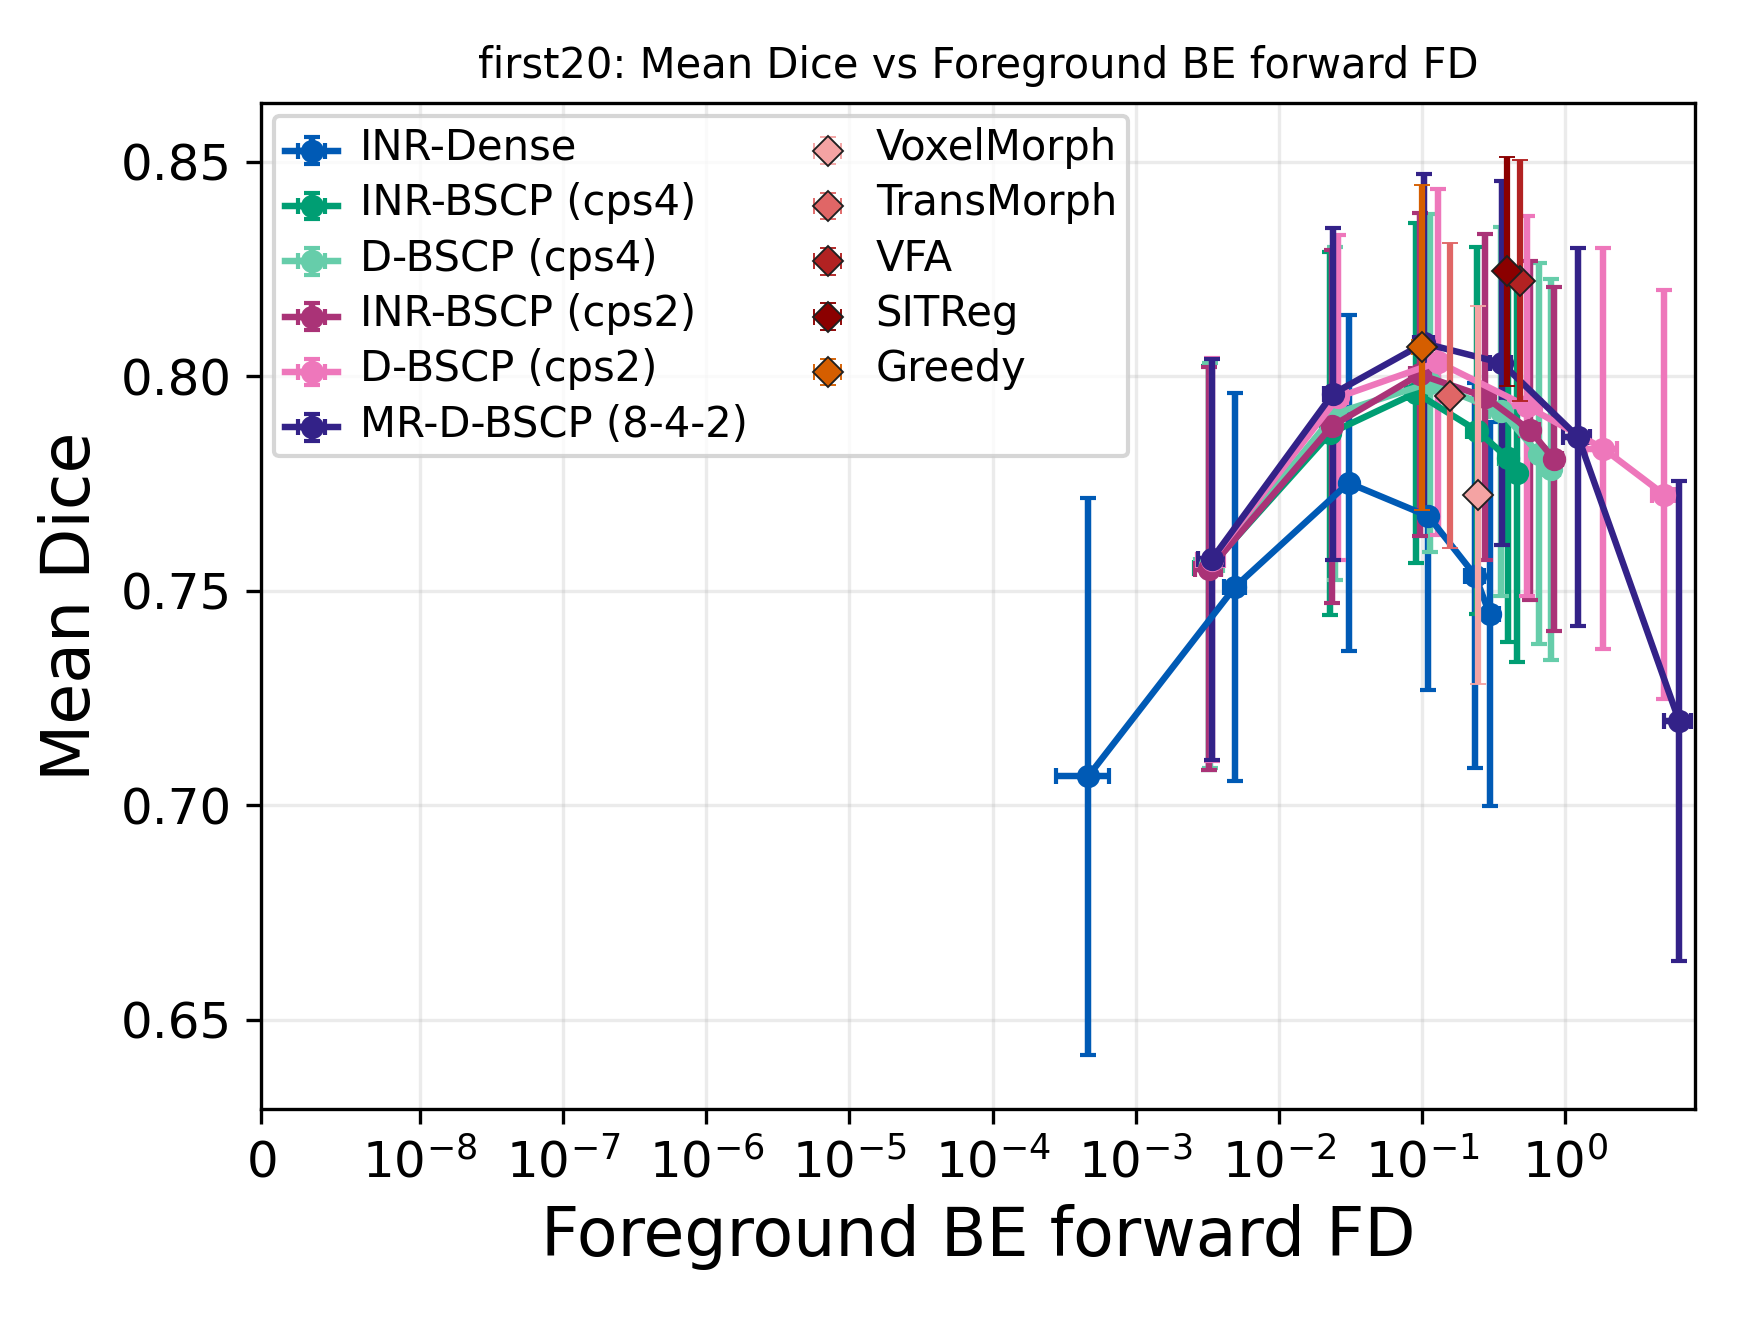 first20: Mean Dice vs Foreground BE forward FD
INR-Dense
INR-BSCP (cps4)
D-BSCP (cps4)
INR-BSCP (cps2)
D-BSCP (cps2)
MR-D-BSCP (8-4-2)
VoxelMorph
TransMorph
VFA
SITReg
Greedy
Mean Dice
0.85
0.80
0.75
0.70
0.65
0 10⁻⁸ 10⁻⁷ 10⁻⁶ 10⁻⁵ 10⁻⁴ 10⁻³ 10⁻² 10⁻¹ 10⁰
Foreground BE forward FD